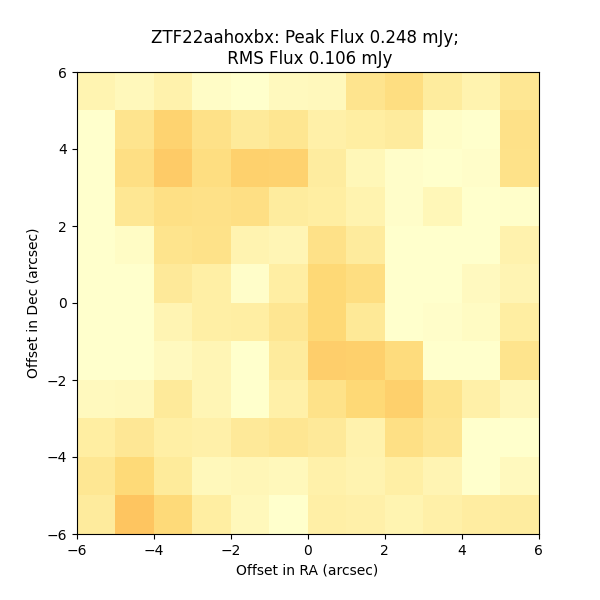 ZTF22aahoxbx: Peak Flux 0.248 mJy;
RMS Flux 0.106 mJy
6
4
2
0
−2
−4
−6
Offset in Dec (arcsec)
−6 −4 −2 0 2 4 6
Offset in RA (arcsec)